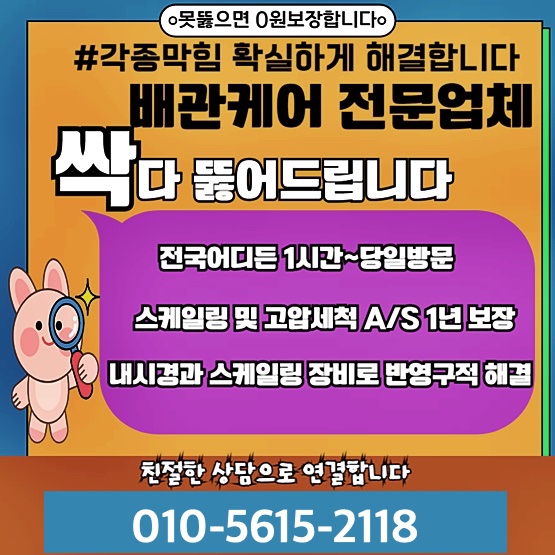 o못뚫으면 0원보장합니다o
#각종막힘 확실하게 해결합니다
배관케어 전문업체
싹다 뚫어드립니다
전국어디든 1시간~당일방문
스케일링 및 고압세척 A/S 1년 보장
내시경과 스케일링 장비로 반영구적 해결
친절한 상담으로 연결합니다
010-5615-2118